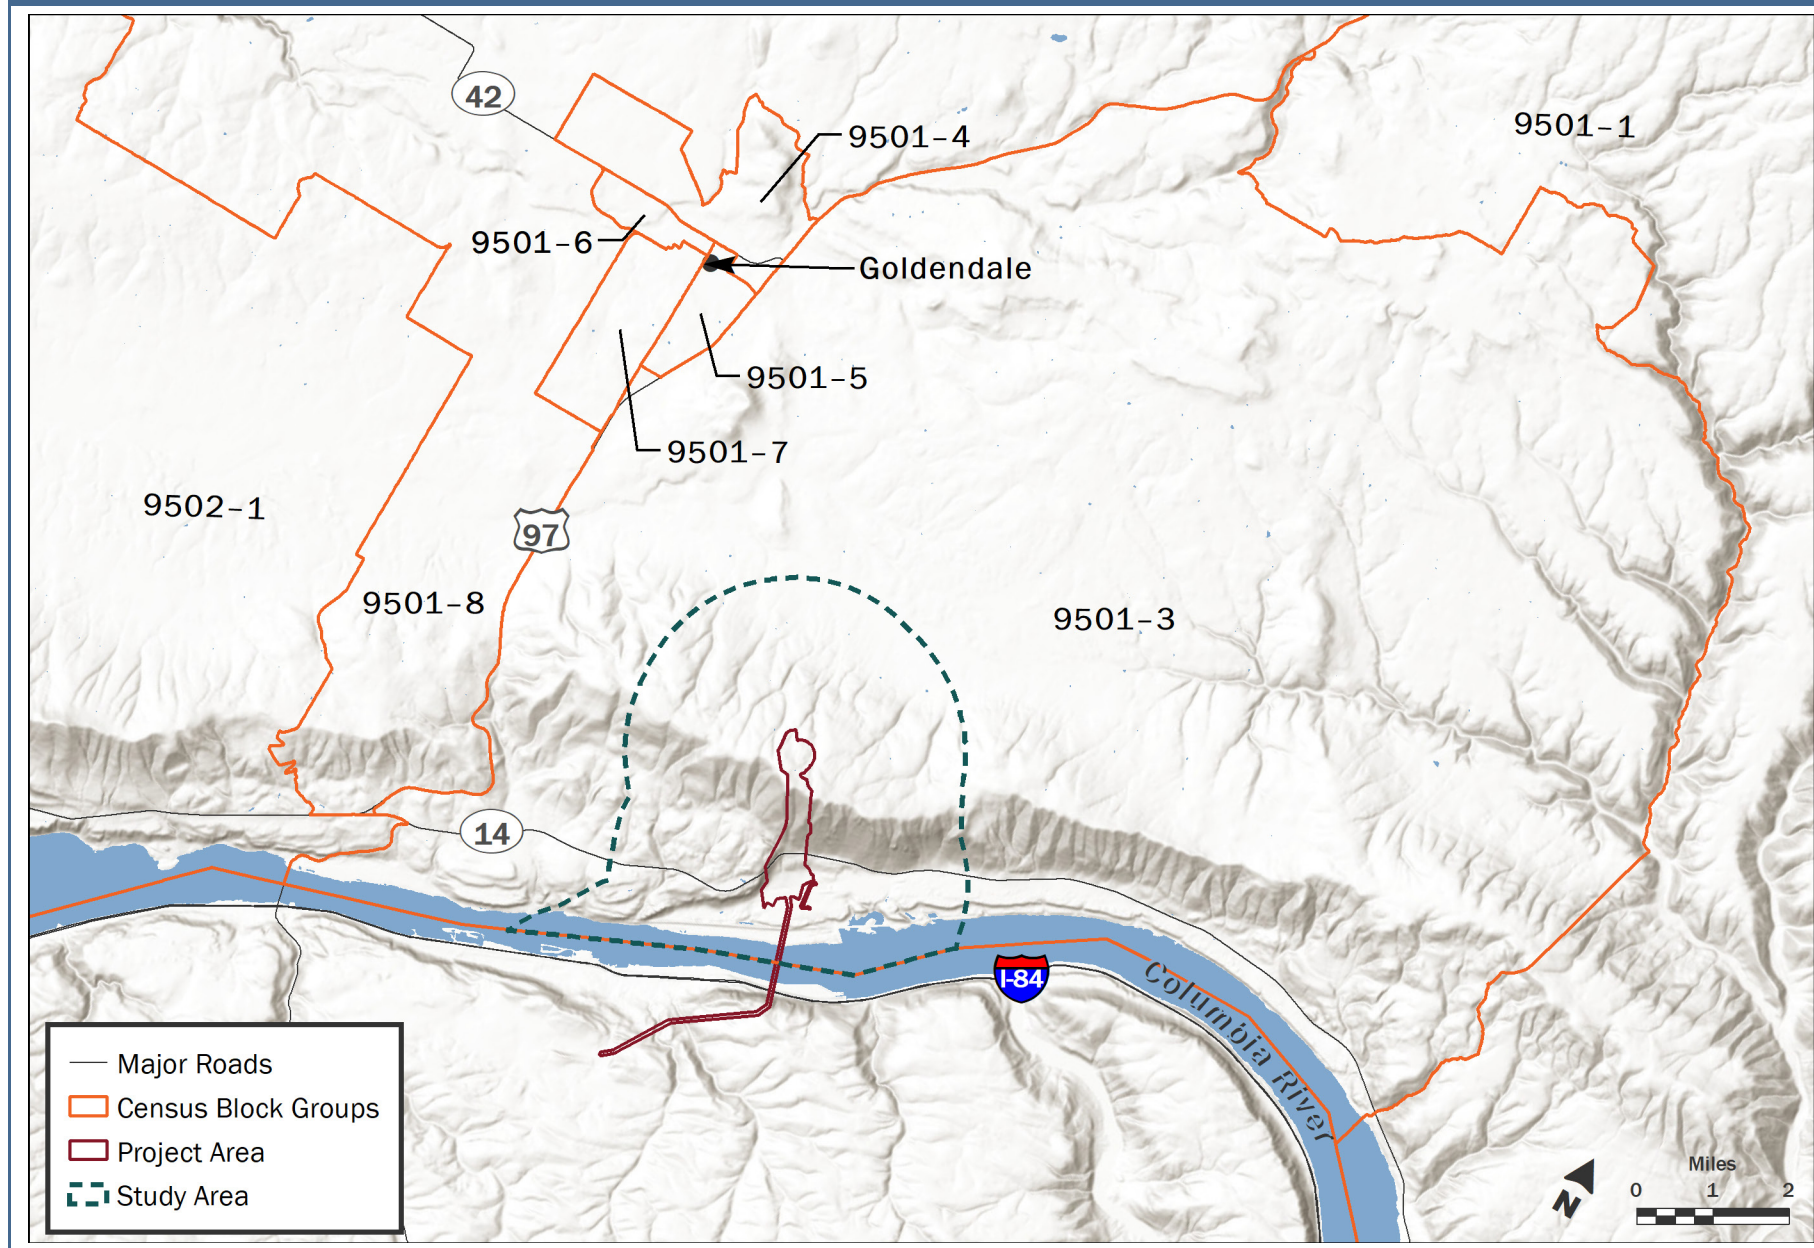 42
9501-4
9501-1
9501-6
Goldendale
9501-5
9501-7
9502-1
97
9501-8
9501-3
14
I-84
Columbia River
Major Roads
Census Block Groups
Project Area
Study Area
N
Miles
0 1 2